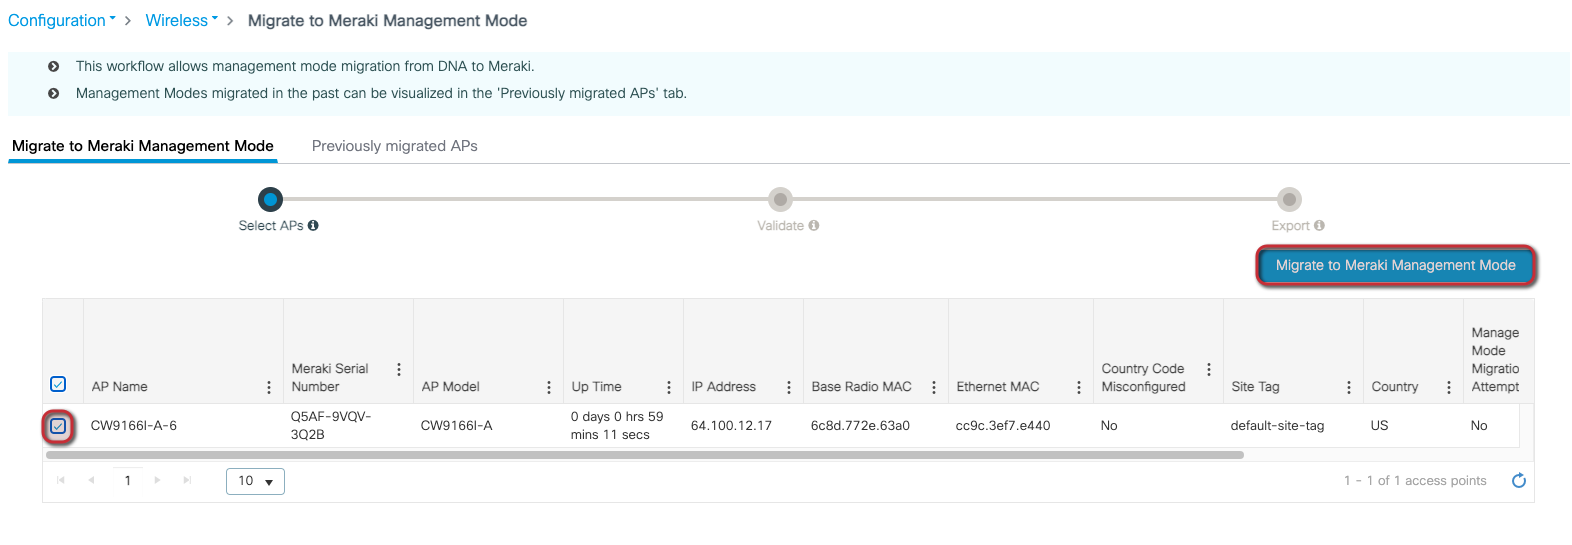 Configuration > Wireless > Migrate to Meraki Management Mode
This workflow allows management mode migration from DNA to Meraki.
Management Modes migrated in the past can be visualized in the 'Previously migrated APs' tab.
Migrate to Meraki Management Mode Previously migrated APs
Select APs Validate Export
Migrate to Meraki Management Mode
AP Name
Meraki Serial
Number
AP Model
Up Time
IP Address
Base Radio MAC
Ethernet MAC
Country Code
Misconfigured
Site Tag
Country
Manage
Mode
Migratio
Attempt
CW9166I-A-6
Q5AF-9VQV-
3Q2B
CW9166I-A
0 days 0 hrs 59
mins 11 secs
64.100.12.17
6c8d.772e.63a0
cc9c.3ef7.e440
No
default-site-tag
US
No
1
10
1 - 1 of 1 access points